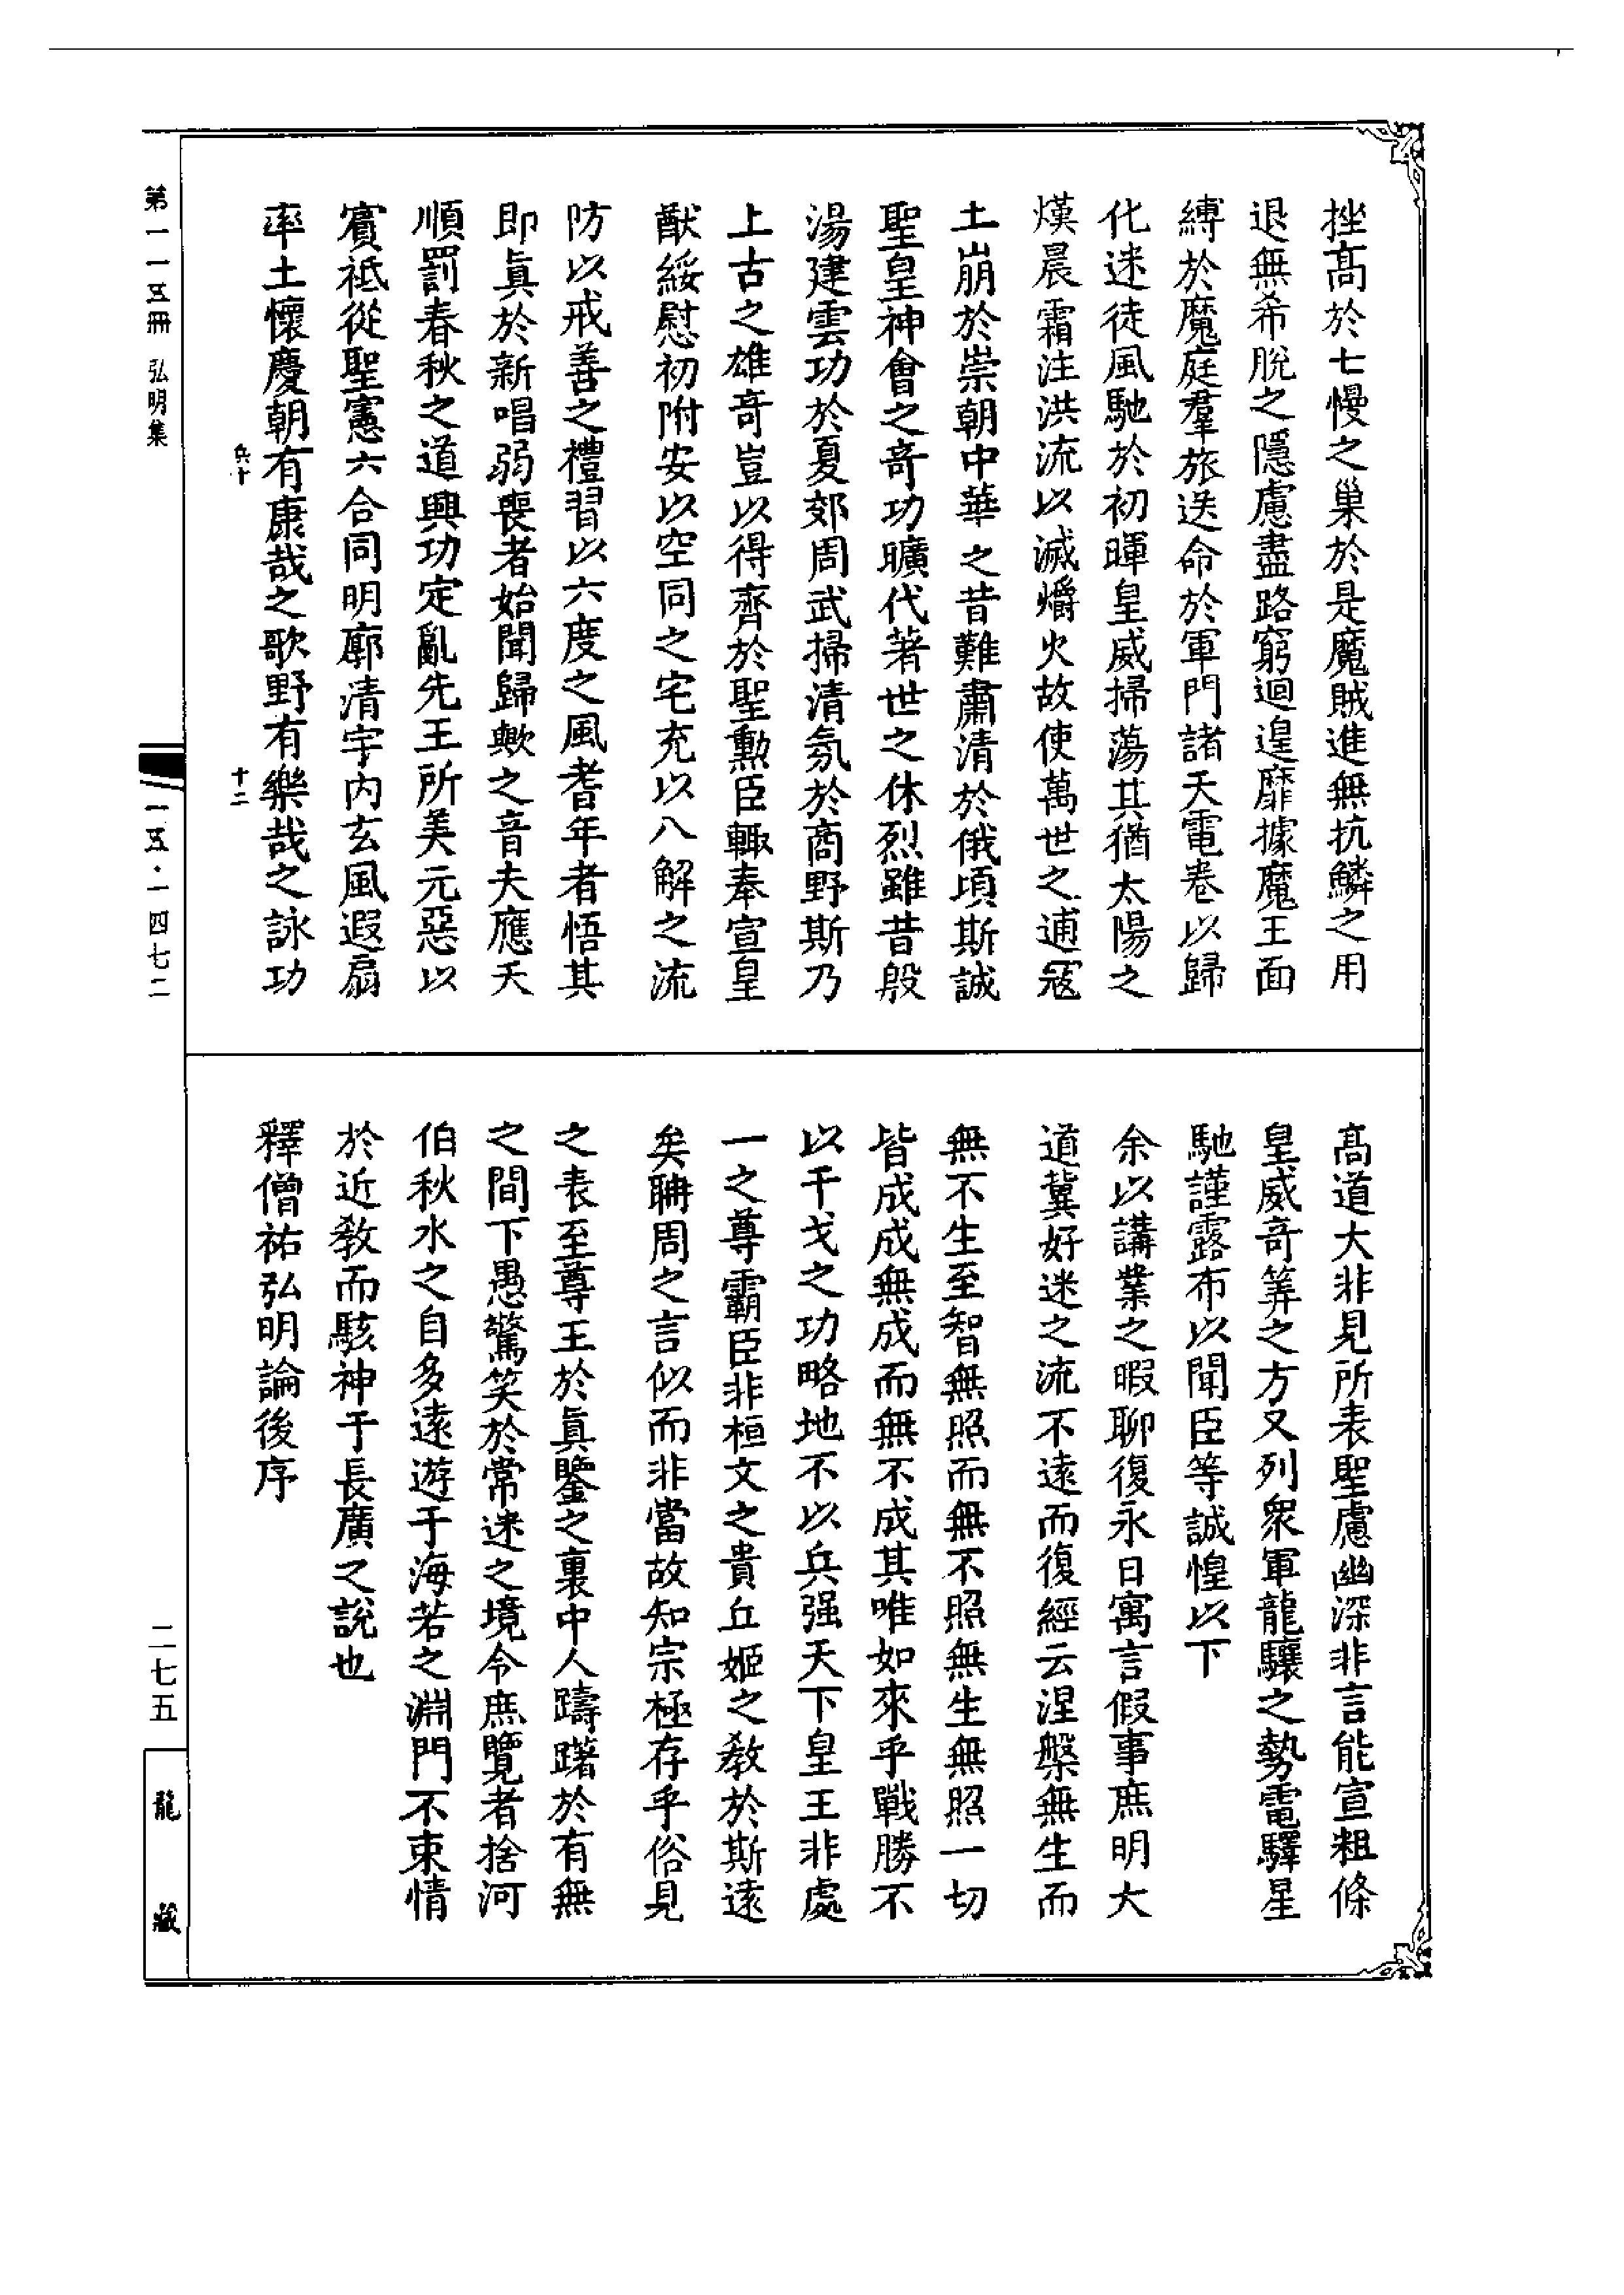 挫髙於七慢之巢於是魔賊進無抗鱗之用
退無希脫之隱慮盡路窮迴遑靡據魔王面
縛於魔庭羣旅送命於軍門諸天電卷以歸
化迷徒風馳於初暉皇威掃蕩其猶太陽之
熯晨霜注洪流以滅爝火故使萬世之逋寇
土崩於崇朝中華之昔難肅清於俄頃斯誠
聖皇神會之竒功曠代著世之休烈雖昔殷
湯建雲功於夏郊周武掃清氛於商野斯乃
上古之雄竒豈以得齊於聖勲臣輙奉宣皇
猷綏慰初附安以空同之宅充以八解之流
防以戒善之禮習以六度之風耆年者悟其
即眞於新唱弱喪者始聞歸歟之音夫應天
順罰春秋之道興功定亂先王所美元惡以
賓祗從聖憲六合同明廓清宇内玄風遐扇
率土懷慶朝有康哉之歌野有樂哉之詠功
髙道大非見所表聖慮幽深非言能宣粗條
皇威竒筭之方又列衆軍龍驤之勢電驛星
馳謹露布以聞臣等誠惶以下
余以講業之暇聊復永日寓言假事庶明大
道冀好迷之流不逺而復經云涅槃無生而
無不生至智無照而無不照無生無照一切
皆成成無成而無不成其唯如來乎戰勝不
以干戈之功略地不以兵强天下皇王非處
一之尊霸臣非桓文之貴丘姬之敎於斯逺
矣聃周之言似而非當故知宗極存乎俗見
之表至尊王於眞鑒之裏中人躊躇於有無
之間下愚驚笑於常迷之境令庶覽者捨河
伯秋水之自多逺遊于海若之淵門不束情
於近敎而駭神于長廣之說也
釋僧祐弘明論後序
第一一五冊 弘明集
兵十
十二
一五·一四七二
二七五
龍藏